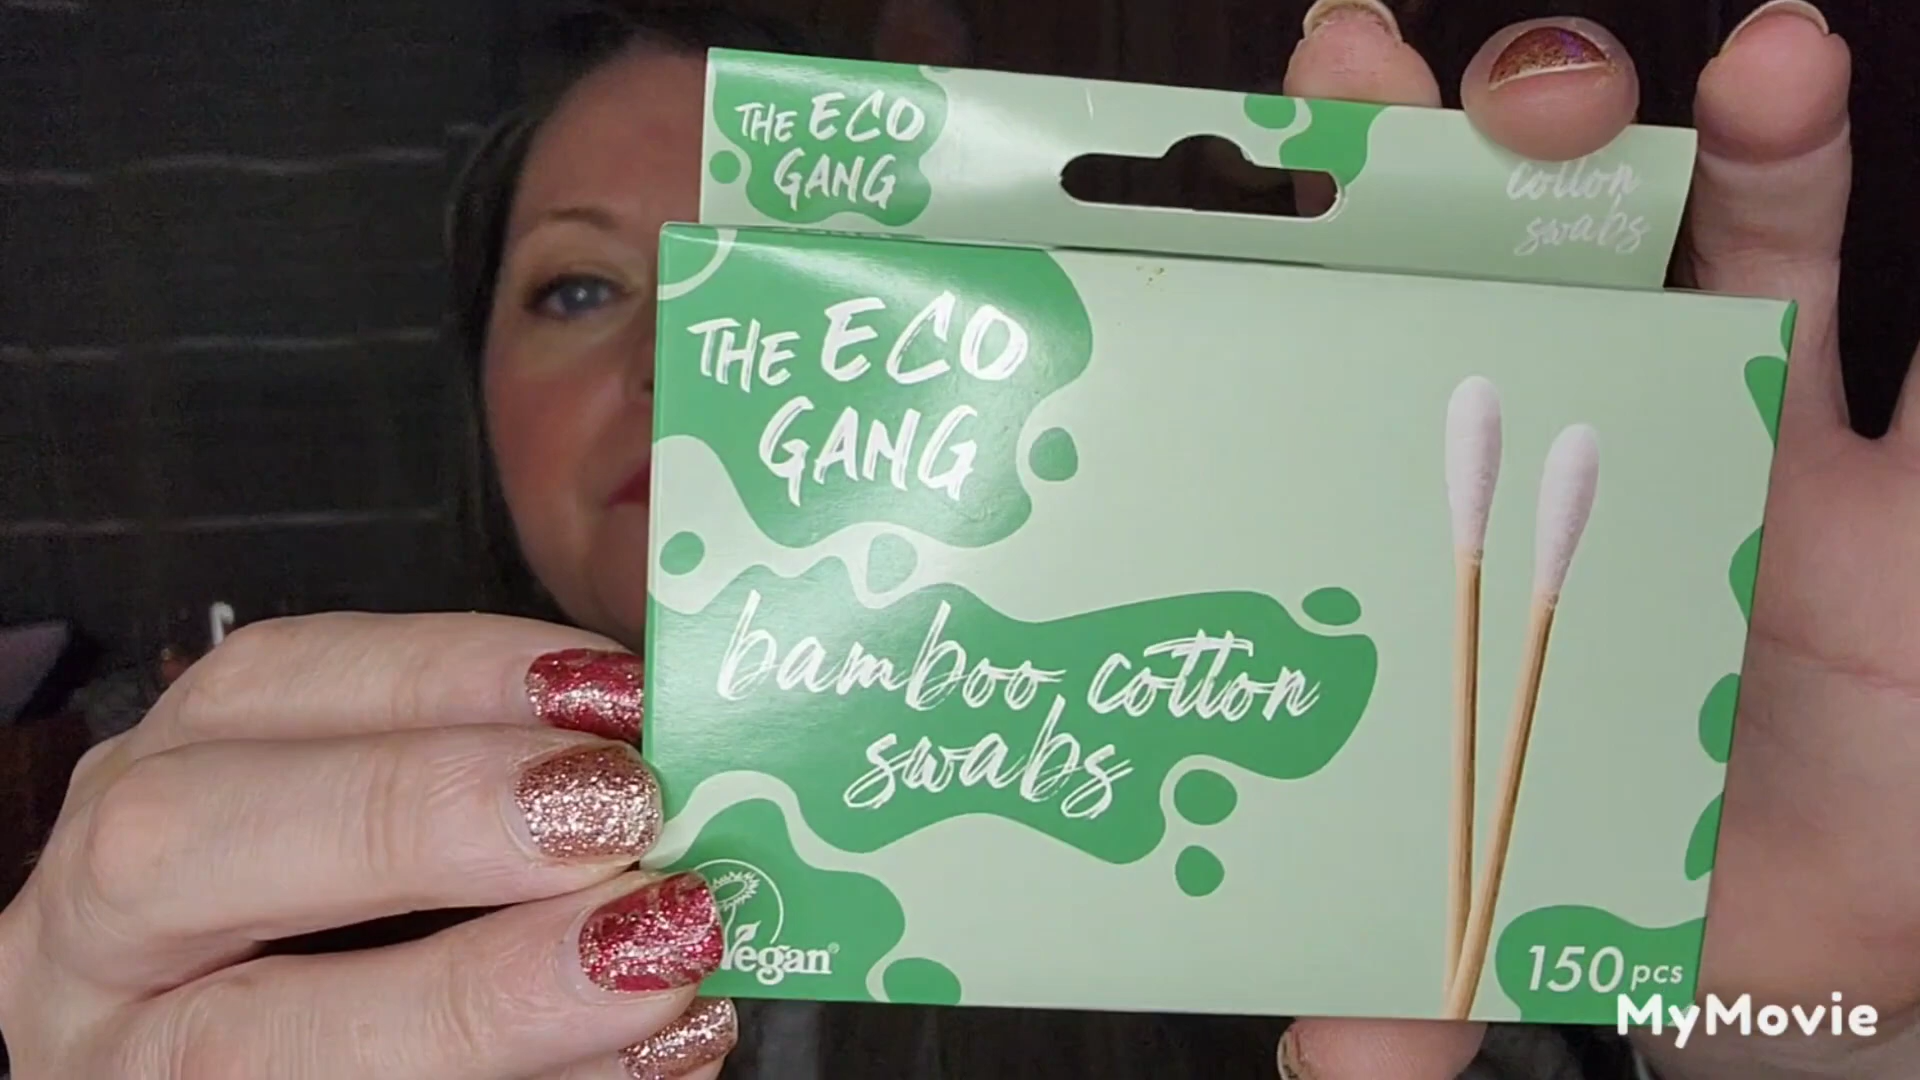 THE ECO
GANG
cotton
swabs
THE ECO
GANG
bamboo cotton
swabs
Vegan®
150 pcs
MyMovie